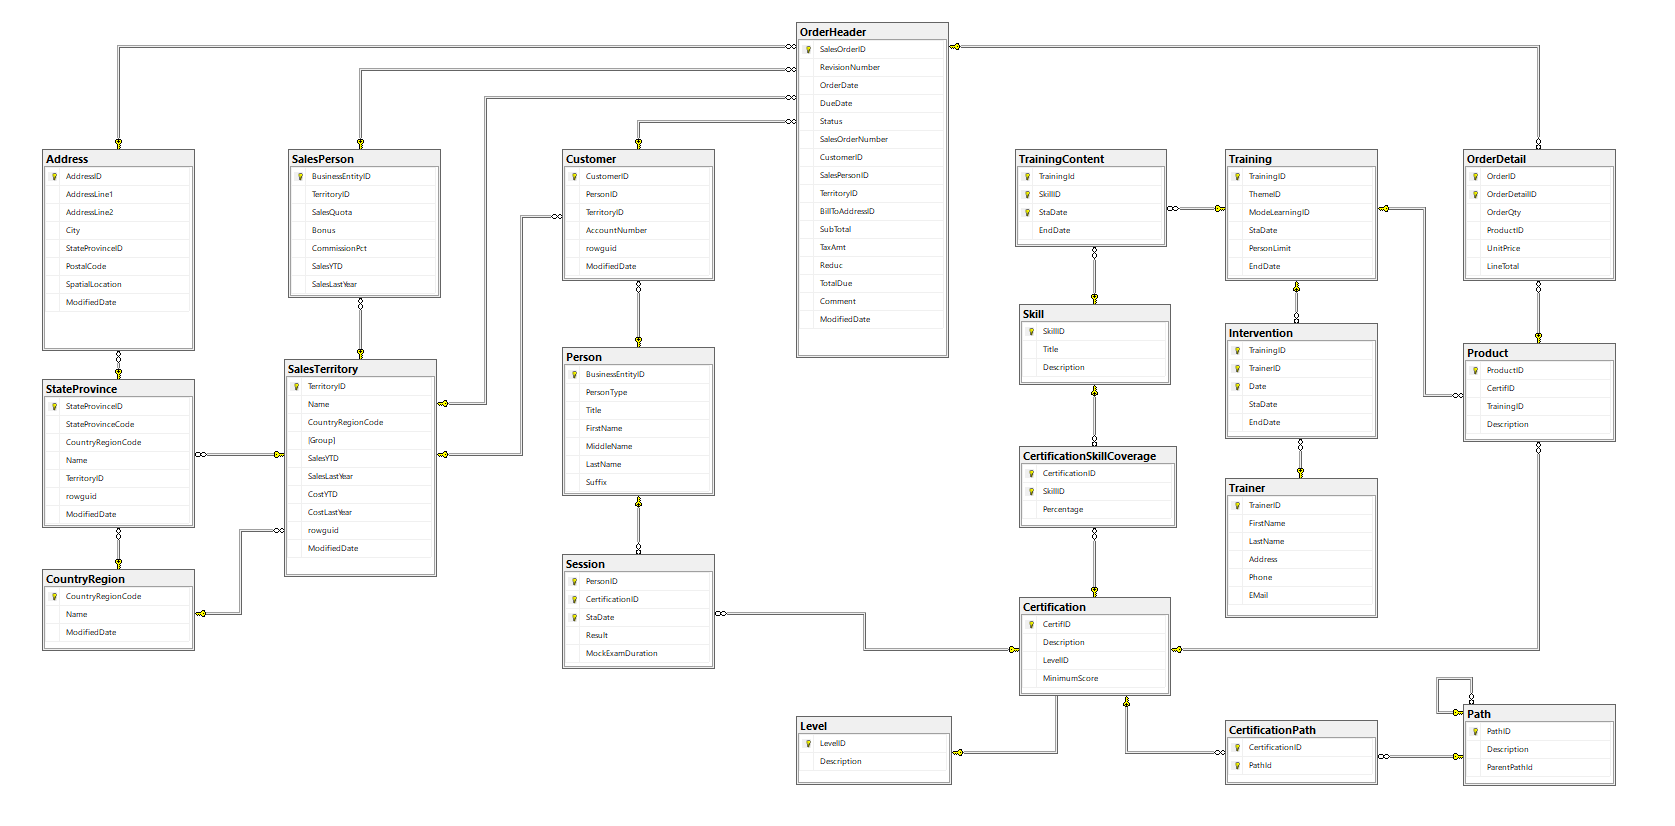 OrderHeader
SalesOrderID
RevisionNumber
OrderDate
DueDate
Status
SalesOrderNumber
CustomerID
SalesPersonID
TerritoryID
BillToAddressID
SubTotal
TaxAmt
Reduc
TotalDue
Comment
ModifiedDate
Address
AddressID
AddressLine1
AddressLine2
City
StateProvinceID
PostalCode
SpatialLocation
ModifiedDate
SalesPerson
BusinessEntityID
TerritoryID
SalesQuota
Bonus
CommissionPct
SalesYTD
SalesLastYear
Customer
CustomerID
PersonID
TerritoryID
AccountNumber
rowguid
ModifiedDate
TrainingContent
TrainingId
SkillID
StaDate
EndDate
Training
TrainingID
ThemeID
ModeLearningID
StaDate
PersonLimit
EndDate
OrderDetail
OrderID
OrderDetailID
OrderQty
ProductID
UnitPrice
LineTotal
Skill
SkillID
Title
Description
Intervention
TrainingID
TrainerID
Date
StaDate
EndDate
Product
ProductID
CertifID
TrainingID
Description
StateProvince
StateProvinceID
StateProvinceCode
CountryRegionCode
Name
TerritoryID
rowguid
ModifiedDate
SalesTerritory
TerritoryID
Name
CountryRegionCode
[Group]
SalesYTD
SalesLastYear
CostYTD
CostLastYear
rowguid
ModifiedDate
Person
BusinessEntityID
PersonType
Title
FirstName
MiddleName
LastName
Suffix
CertificationSkillCoverage
CertificationID
SkillID
Percentage
Trainer
TrainerID
FirstName
LastName
Address
Phone
EMail
CountryRegion
CountryRegionCode
Name
ModifiedDate
Session
PersonID
CertificationID
StaDate
Result
MockExamDuration
Certification
CertifID
Description
LevelID
MinimumScore
Level
LevelID
Description
CertificationPath
CertificationID
PathId
Path
PathID
Description
ParentPathId